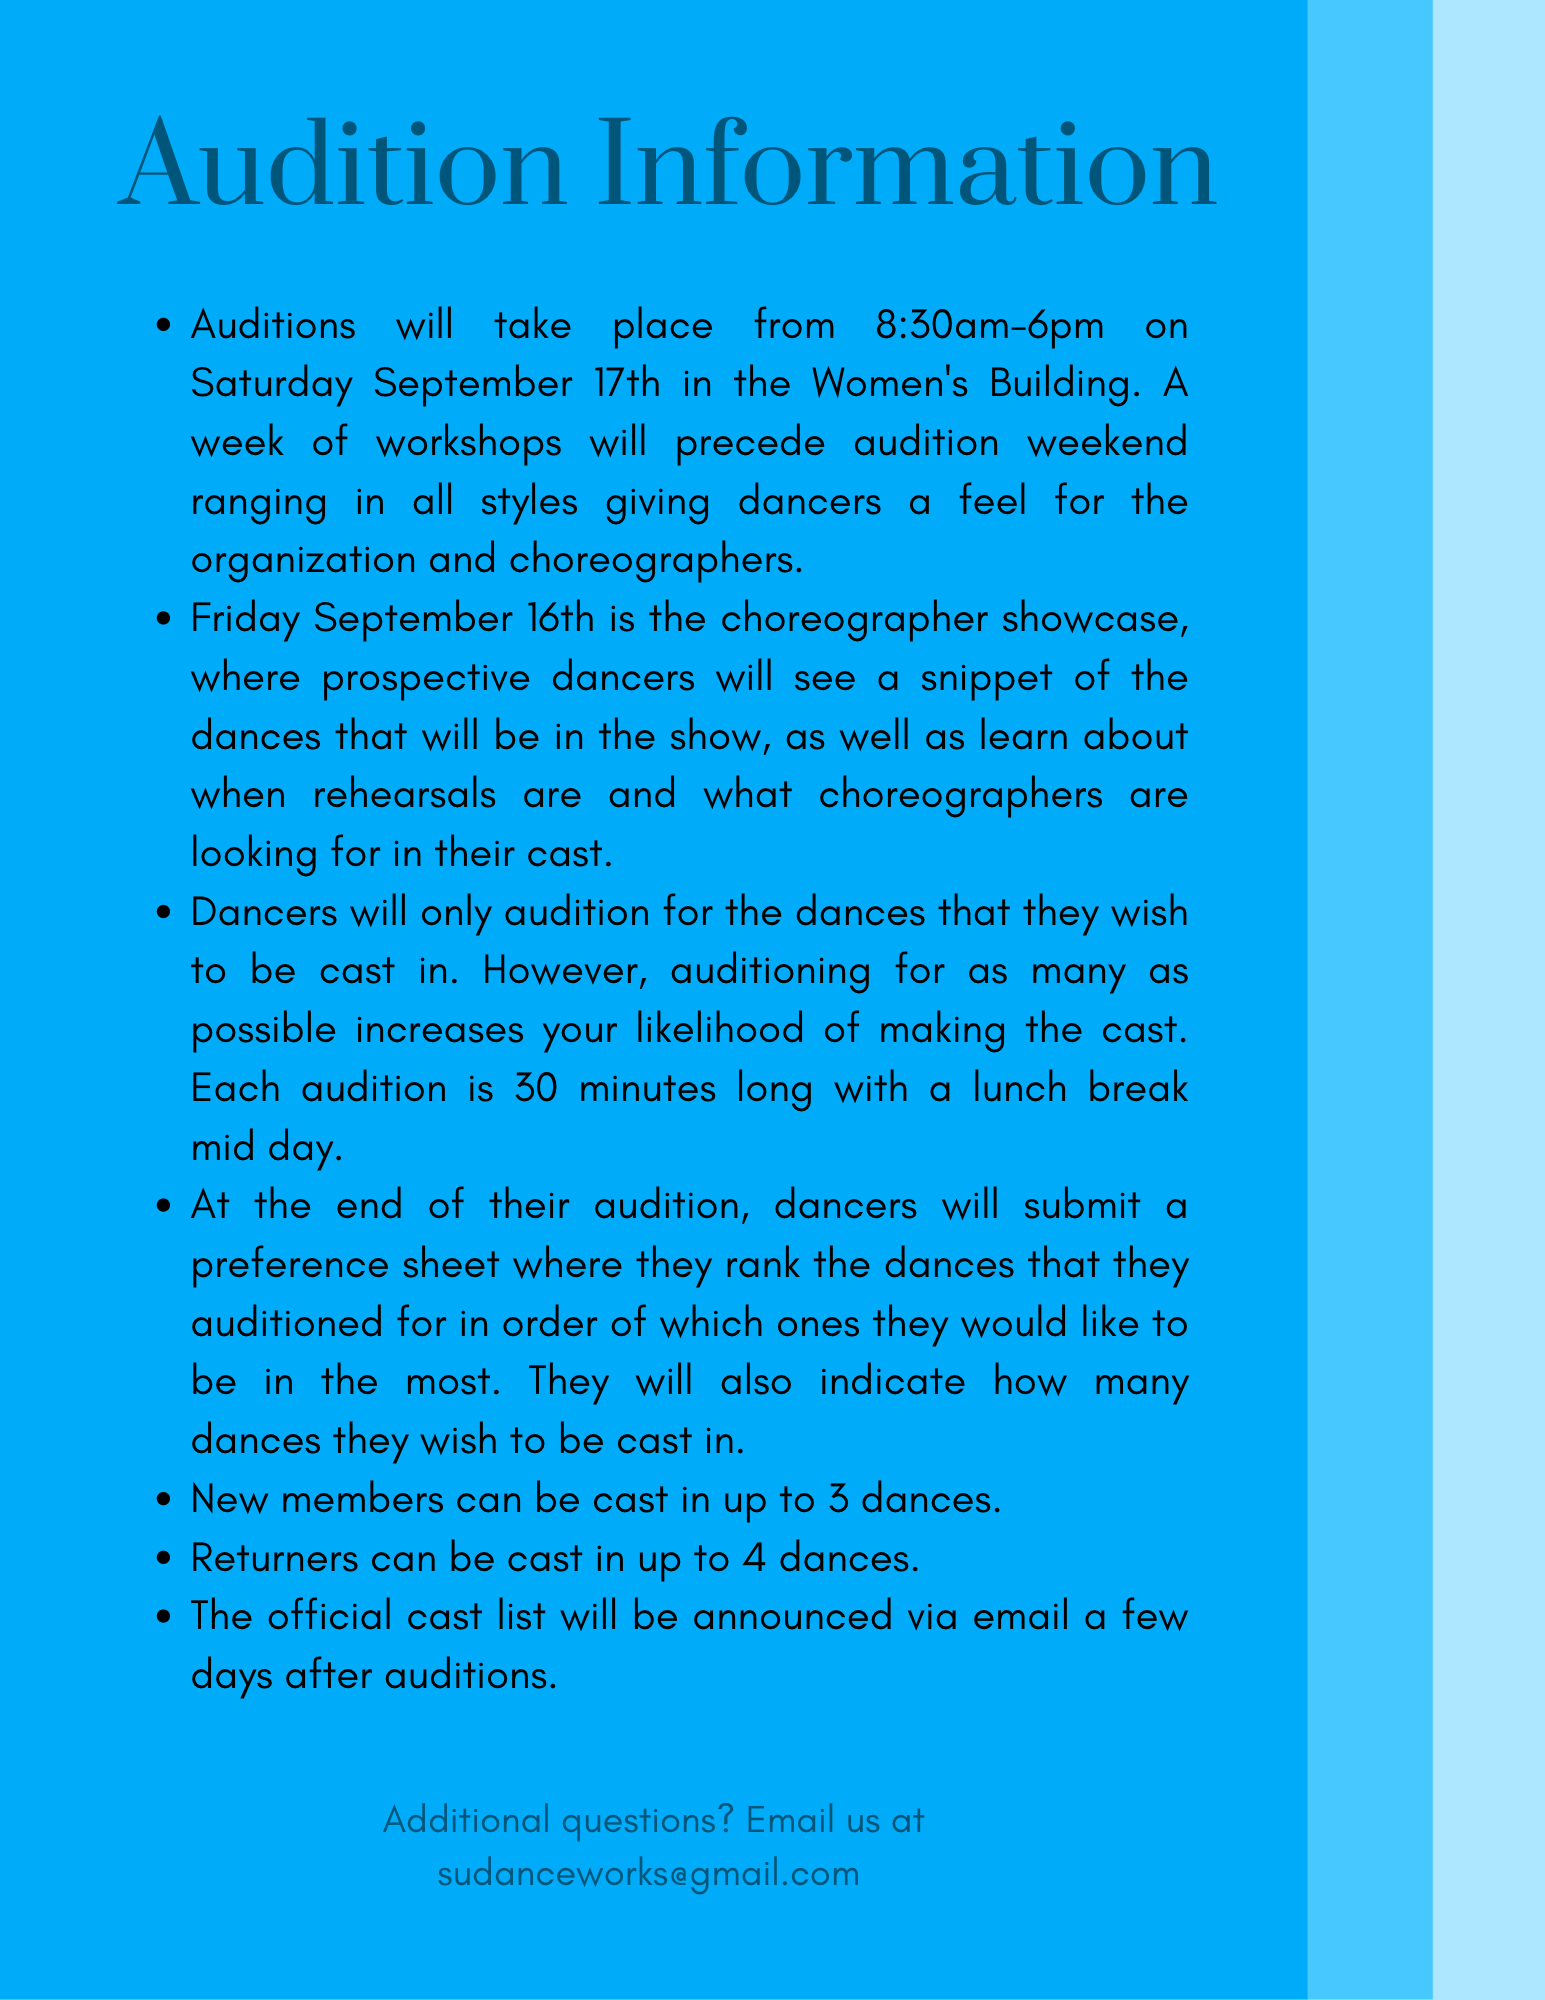 Audition Information
• Auditions will take place from 8:30am-6pm on
Saturday September 17th in the Women's Building. A
week of workshops will precede audition weekend
ranging in all styles giving dancers a feel for the
organization and choreographers.
• Friday September 16th is the choreographer showcase,
where prospective dancers will see a snippet of the
dances that will be in the show, as well as learn about
when rehearsals are and what choreographers are
looking for in their cast.
• Dancers will only audition for the dances that they wish
to be cast in. However, auditioning for as many as
possible increases your likelihood of making the cast.
Each audition is 30 minutes long with a lunch break
mid day.
• At the end of their audition, dancers will submit a
preference sheet where they rank the dances that they
auditioned for in order of which ones they would like to
be in the most. They will also indicate how many
dances they wish to be cast in.
• New members can be cast in up to 3 dances.
• Returners can be cast in up to 4 dances.
• The official cast list will be announced via email a few
days after auditions.
Additional questions? Email us at
sudanceworks@gmail.com